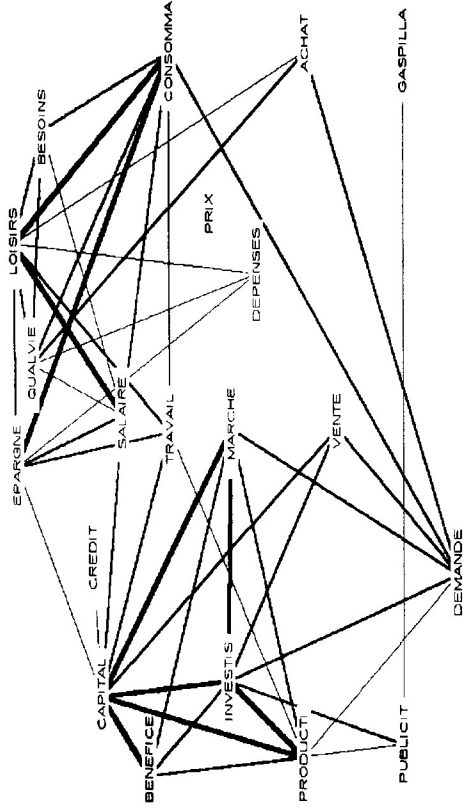 CONSOMMA
BESOINS
LOISIRS
ACHAT
GASPILLA
PRIX
DEPENSES
QUALVIE
EPARGNE
SALAIRE
TRAVAIL
MARCHE
VENTE
CREDIT
CAPITAL
INVESTIS
DEMANDE
BENEFICE
PRODUCTI
PUBLICIT